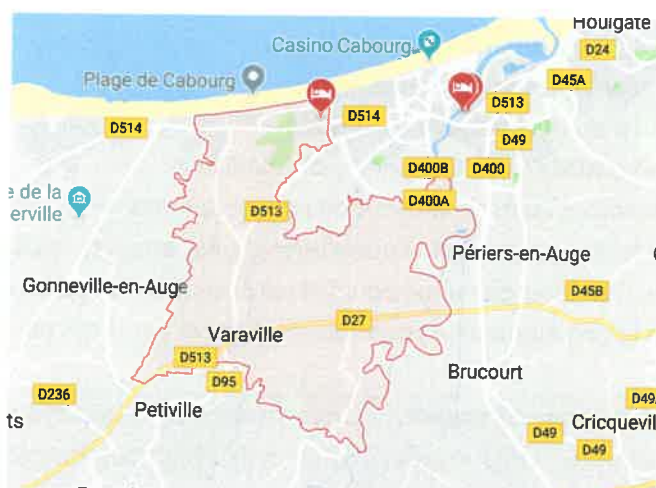 Houlgate
Casino Cabourg
D24
D45A
Plage de Cabourg
D513
D514
D514
D49
D400B
D400
D400A
e de la
erville
D513
Périers-en-Auge
Gonneville-en-Auge
D45B
D27
Varaville
D513
D95
Brucourt
D236
Petiville
D49
ts
Cricquevil
D49
D49